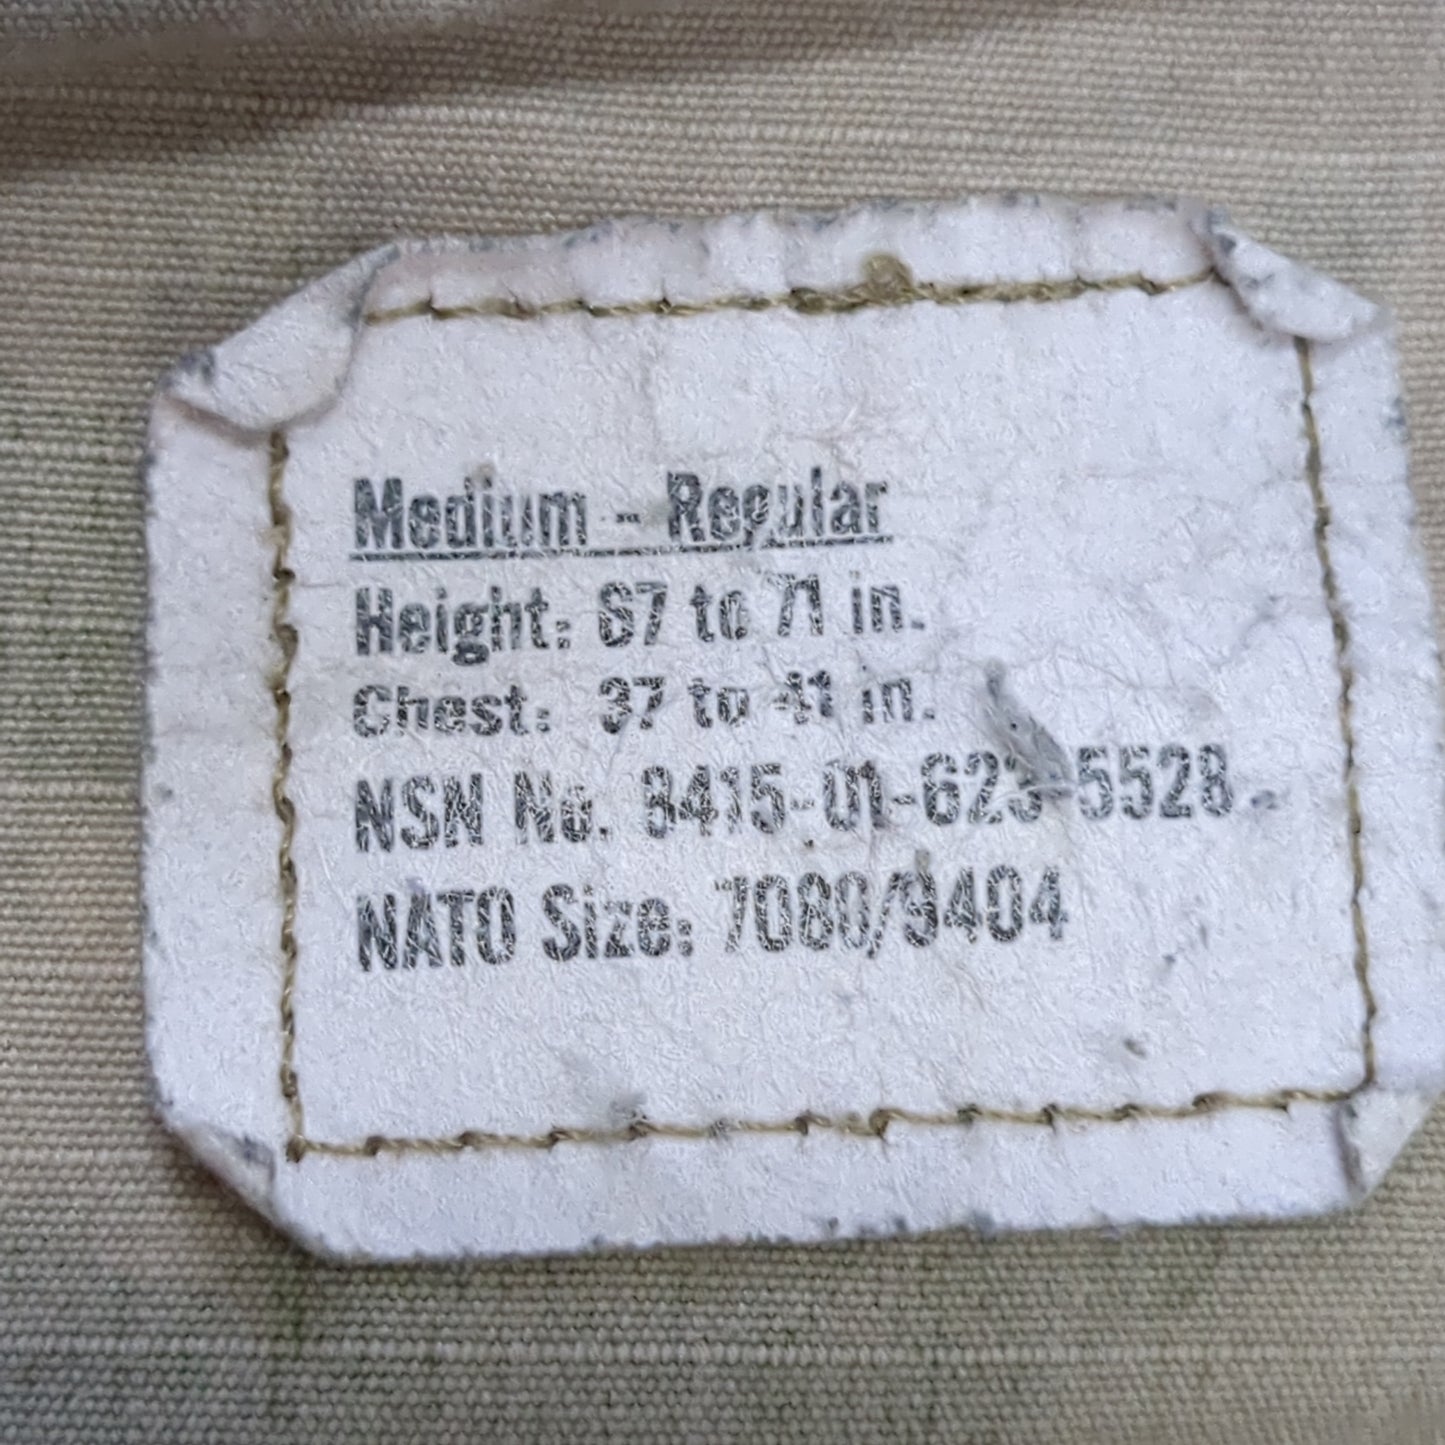 Medium - Regular
Height: 67 to 71 in.
Chest: 37 to 41 in.
NSN No. 8415-01-623-5528
NATO Size: 7080/9404